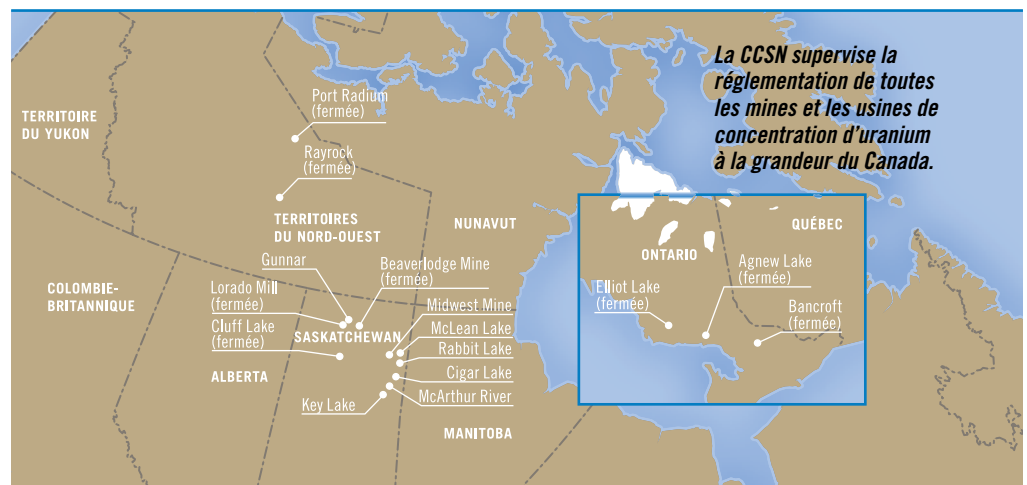 La CCSN supervise la
réglementation de toutes
les mines et les usines de
concentration d'uranium
à la grandeur du Canada.
TERRITOIRE
DU YUKON
Port Radium
(fermée)
Rayrock
(fermée)
TERRITOIRES
DU NORD-OUEST
NUNAVUT
Gunnar
Beaverlodge Mine
(fermée)
COLOMBIE-
BRITANNIQUE
Lorado Mill
(fermée)
Cluff Lake
(fermée)
SASKATCHEWAN
Midwest Mine
McLean Lake
Rabbit Lake
Cigar Lake
McArthur River
ALBERTA
Key Lake
MANITOBA
QUÉBEC
ONTARIO
Agnew Lake
(fermée)
Elliot Lake
(fermée)
Bancroft
(fermée)